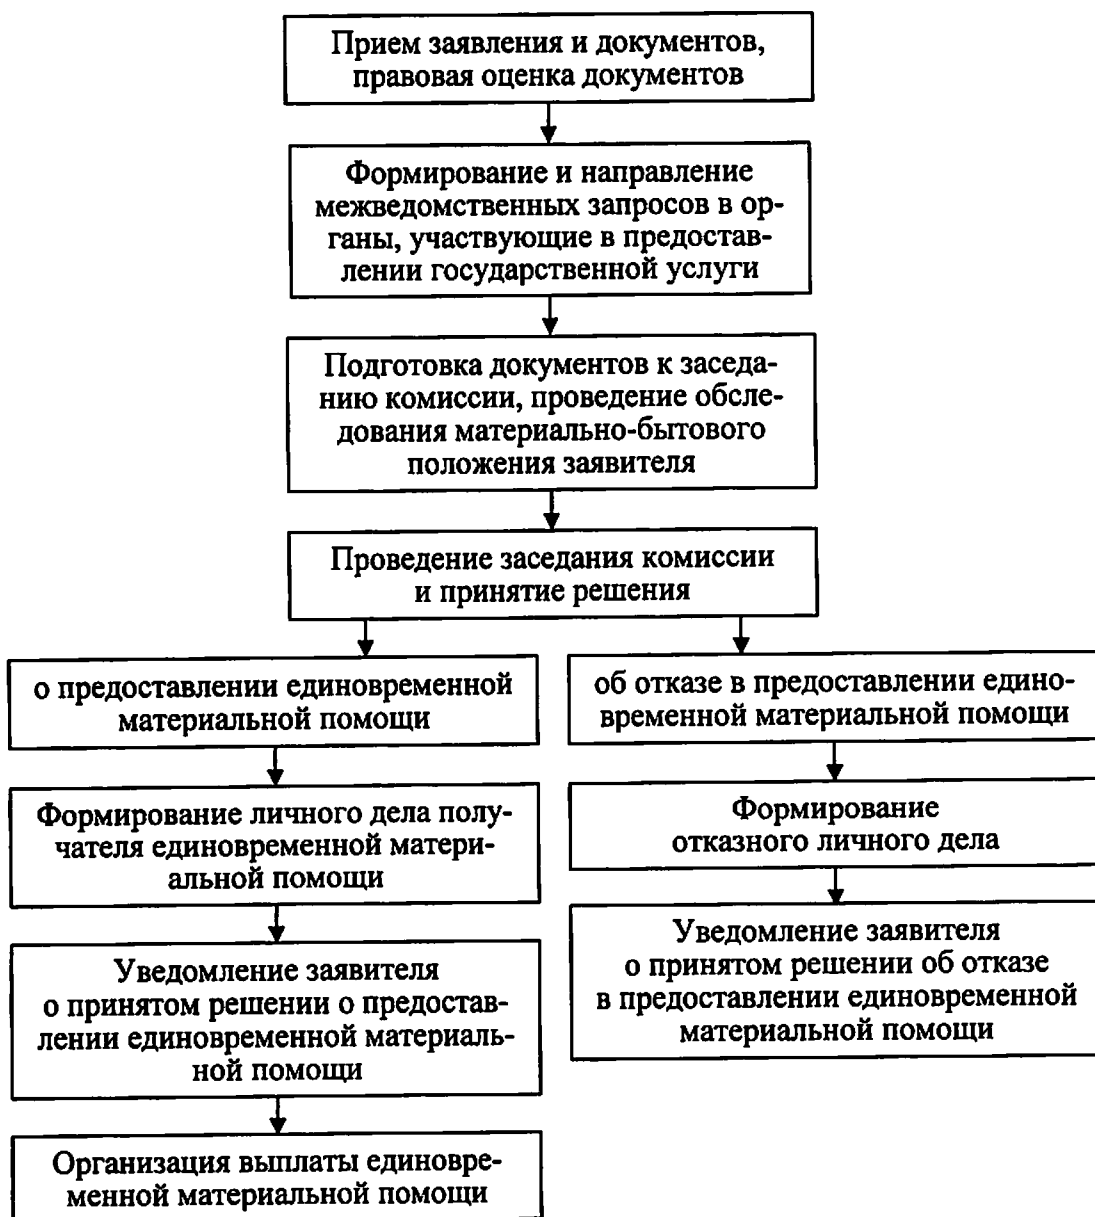 Прием заявления и документов,
правовая оценка документов
Формирование и направление
межведомственных запросов в ор-
ганы, участвующие в предостав-
лении государственной услуги
Подготовка документов к заседа-
нию комиссии, проведение обсле-
дования материально-бытового
положения заявителя
Проведение заседания комиссии
и принятие решения
о предоставлении единовременной
материальной помощи
Формирование личного дела полу-
чателя единовременной матери-
альной помощи
Уведомление заявителя
о принятом решении о предостав-
лении единовременной материаль-
ной помощи
Организация выплаты единовре-
менной материальной помощи
об отказе в предоставлении едино-
временной материальной помощи
Формирование
отказного личного дела
Уведомление заявителя
о принятом решении об отказе
в предоставлении единовременной
материальной помощи